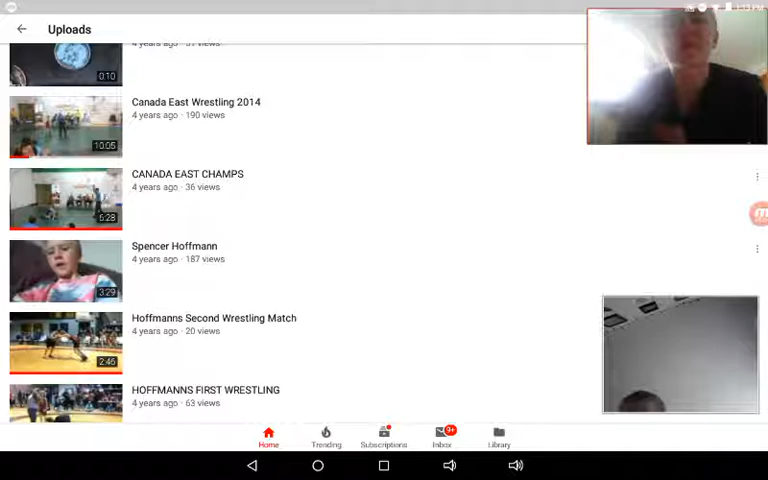 1:13 PM
Uploads
0:10
Canada East Wrestling 2014
4 years ago · 190 views
10:05
CANADA EAST CHAMPS
4 years ago · 36 views
6:28
Spencer Hoffmann
4 years ago · 187 views
3:29
Hoffmanns Second Wrestling Match
4 years ago · 20 views
2:46
HOFFMANNS FIRST WRESTLING
4 years ago · 63 views
9+
Home Trending Subscriptions Inbox Library